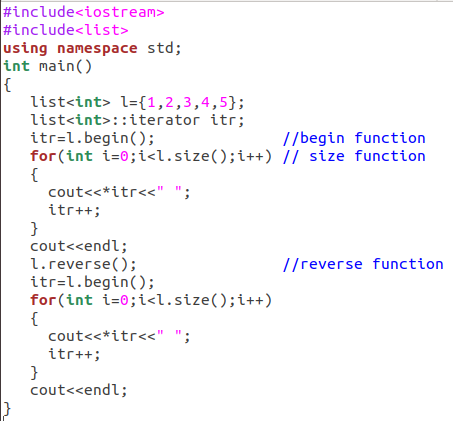 #include<iostream>
#include<list>
using namespace std;
int main()
{
   list<int> l={1,2,3,4,5};
   list<int>::iterator itr;
   itr=l.begin();              //begin function
   for(int i=0;i<l.size();i++) // size function
   {
     cout<<*itr<<" ";
     itr++;
   }
   cout<<endl;
   l.reverse();                //reverse function
   itr=l.begin();
   for(int i=0;i<l.size();i++)
   {
     cout<<*itr<<" ";
     itr++;
   }
   cout<<endl;
}